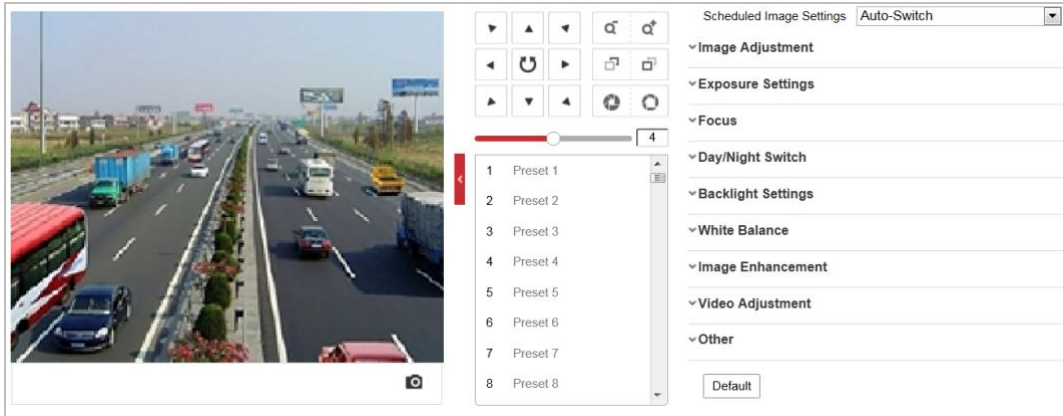 Scheduled Image Settings Auto-Switch
Image Adjustment
Exposure Settings
Focus
Day/Night Switch
Backlight Settings
White Balance
Image Enhancement
Video Adjustment
Other
Default
4
1 Preset 1
2 Preset 2
3 Preset 3
4 Preset 4
5 Preset 5
6 Preset 6
7 Preset 7
8 Preset 8